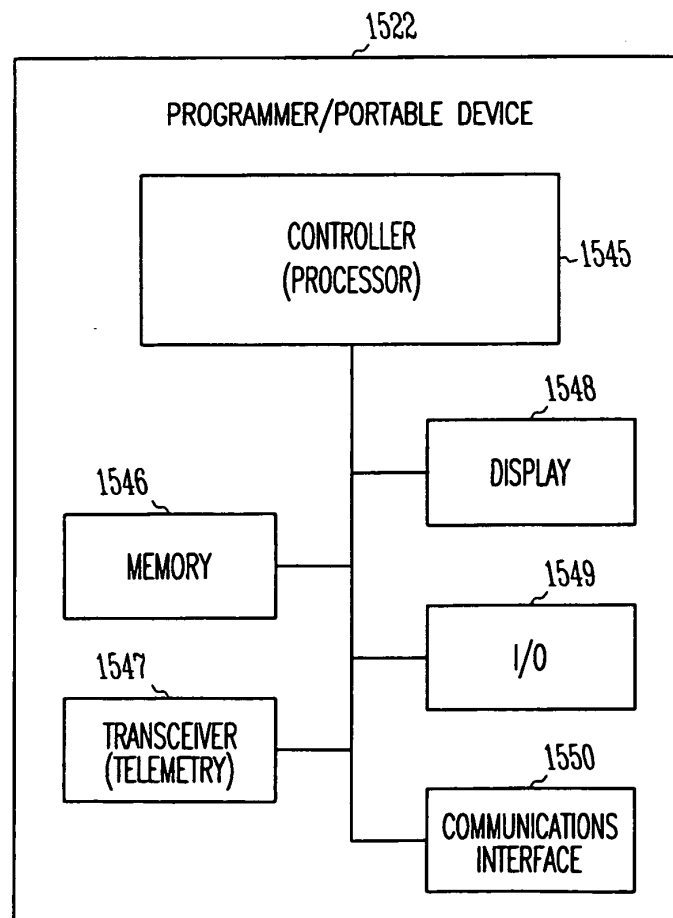 1522
PROGRAMMER/PORTABLE DEVICE
CONTROLLER
(PROCESSOR)
1545
1548
DISPLAY
1546
MEMORY
1549
I/O
1547
TRANSCEIVER
(TELEMETRY)
1550
COMMUNICATIONS
INTERFACE